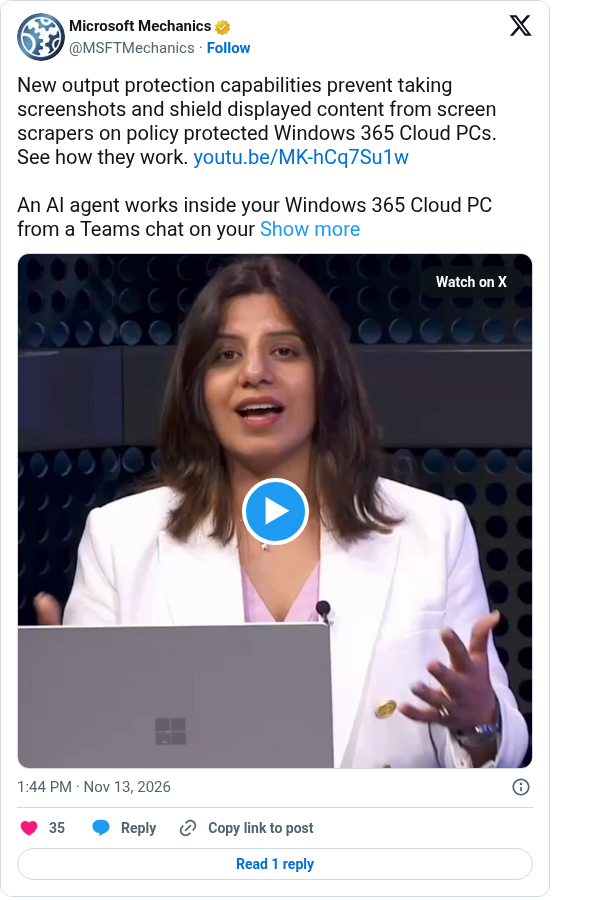 Microsoft Mechanics
@MSFTMechanics · Follow
New output protection capabilities prevent taking
screenshots and shield displayed content from screen
scrapers on policy protected Windows 365 Cloud PCs.
See how they work. youtu.be/MK-hCq7Su1w
An AI agent works inside your Windows 365 Cloud PC
from a Teams chat on your Show more
Watch on X
1:44 PM · Nov 13, 2026
35 Reply Copy link to post
Read 1 reply